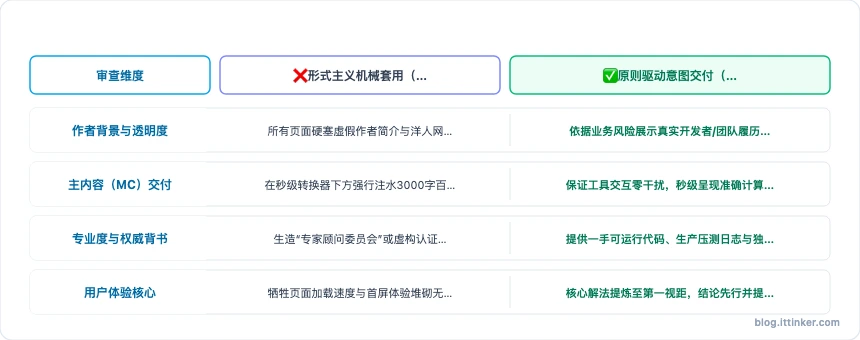 审查维度
❌形式主义机械套用（...
✅原则驱动意图交付（...
作者背景与透明度
所有页面硬塞虚假作者简介与洋人网...
依据业务风险展示真实开发者/团队履历...
主内容（MC）交付
在秒级转换器下方强行注水3000字百...
保证工具交互零干扰，秒级呈现准确计算...
专业度与权威背书
生造“专家顾问委员会”或虚构认证...
提供一手可运行代码、生产压测日志与独...
用户体验核心
牺牲页面加载速度与首屏体验堆砌无...
核心解法提炼至第一视距，结论先行并提...
blog.ittinker.com